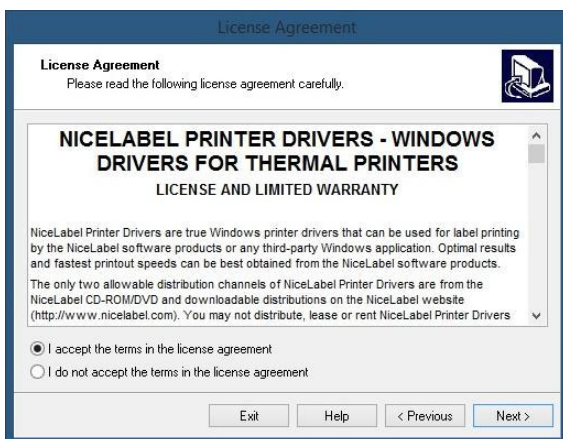 License Agreement
License Agreement
Please read the following license agreement carefully.
NICELABEL PRINTER DRIVERS - WINDOWS
DRIVERS FOR THERMAL PRINTERS
LICENSE AND LIMITED WARRANTY
NiceLabel Printer Drivers are true Windows printer drivers that can be used for label printing
by the NiceLabel software products or any third-party Windows application. Optimal results
and fastest printout speeds can be best obtained from the NiceLabel software products.
The only two allowable distribution channels of NiceLabel Printer Drivers are from the
NiceLabel CD-ROM/DVD and downloadable distributions on the NiceLabel website
(http://www.nicelabel.com). You may not distribute, lease or rent NiceLabel Printer Drivers
I accept the terms in the license agreement
I do not accept the terms in the license agreement
Exit Help < Previous Next >